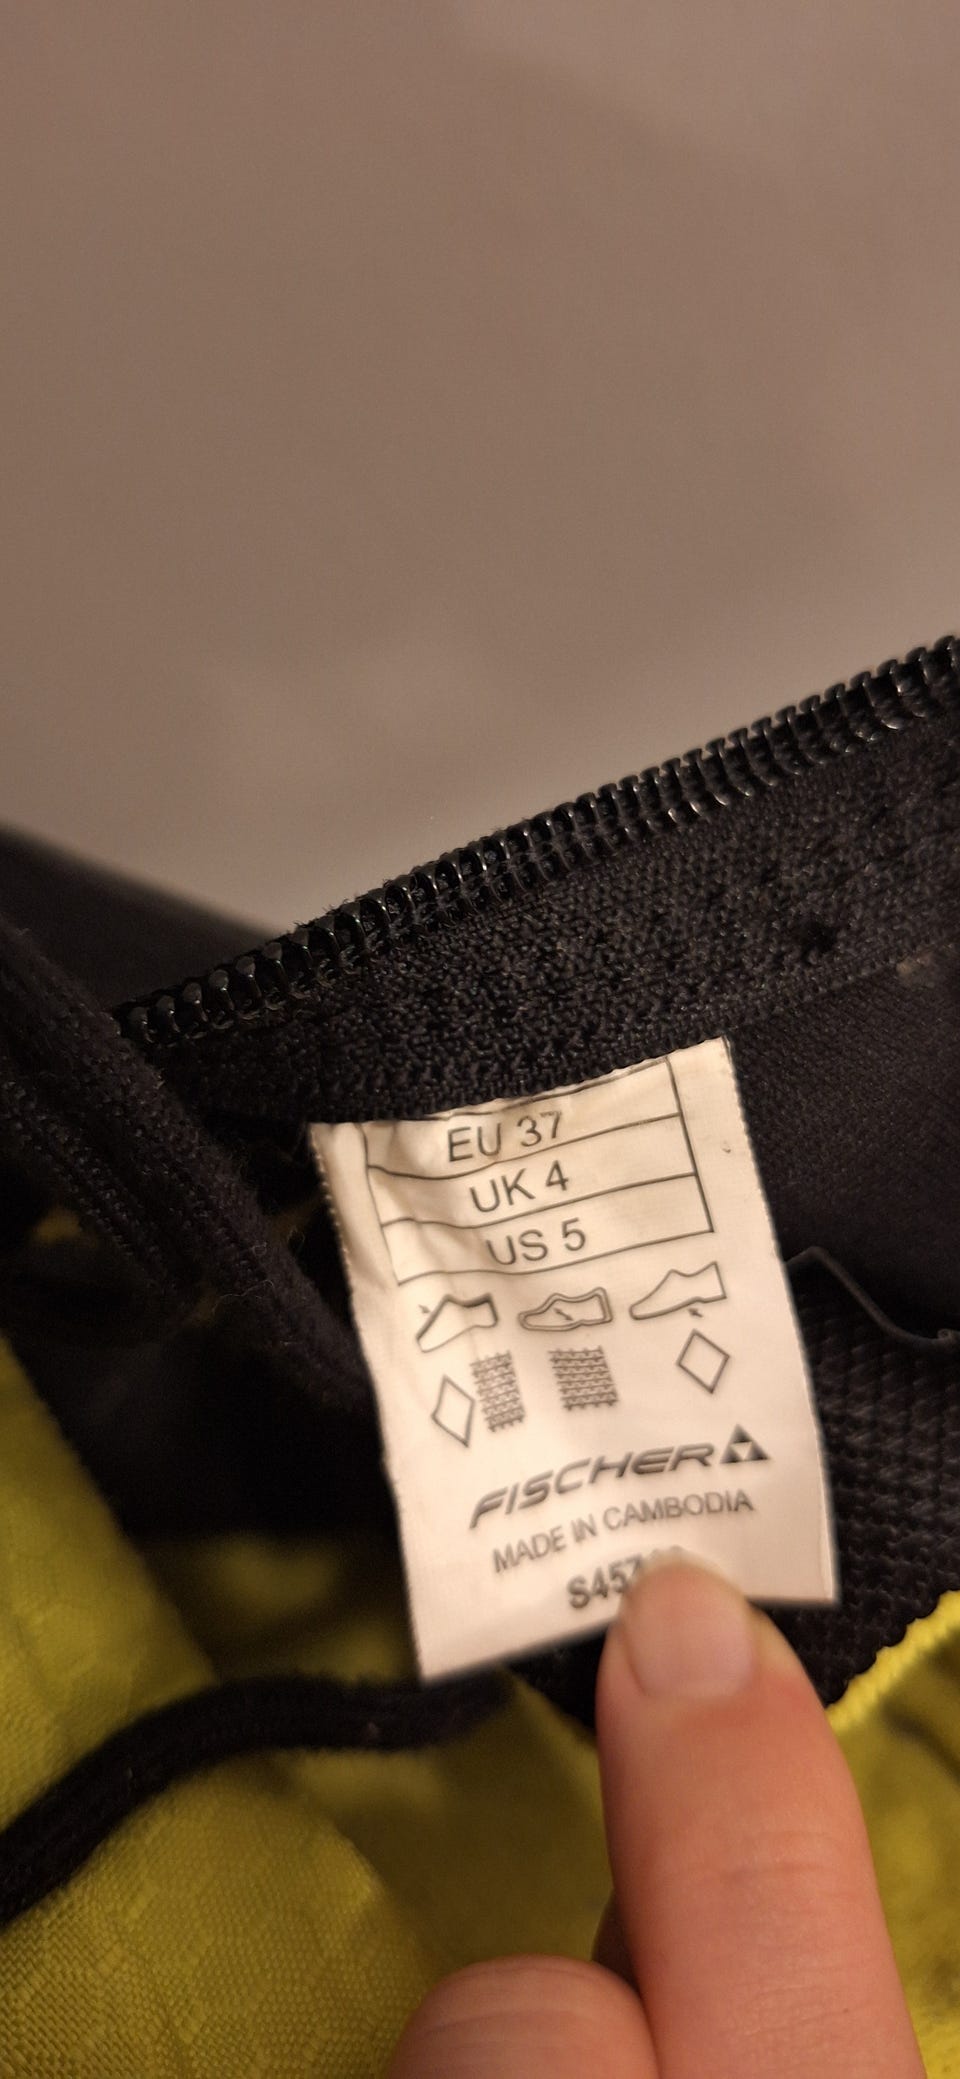 EU 37
UK 4
US 5
FISCHER
MADE IN CAMBODIA